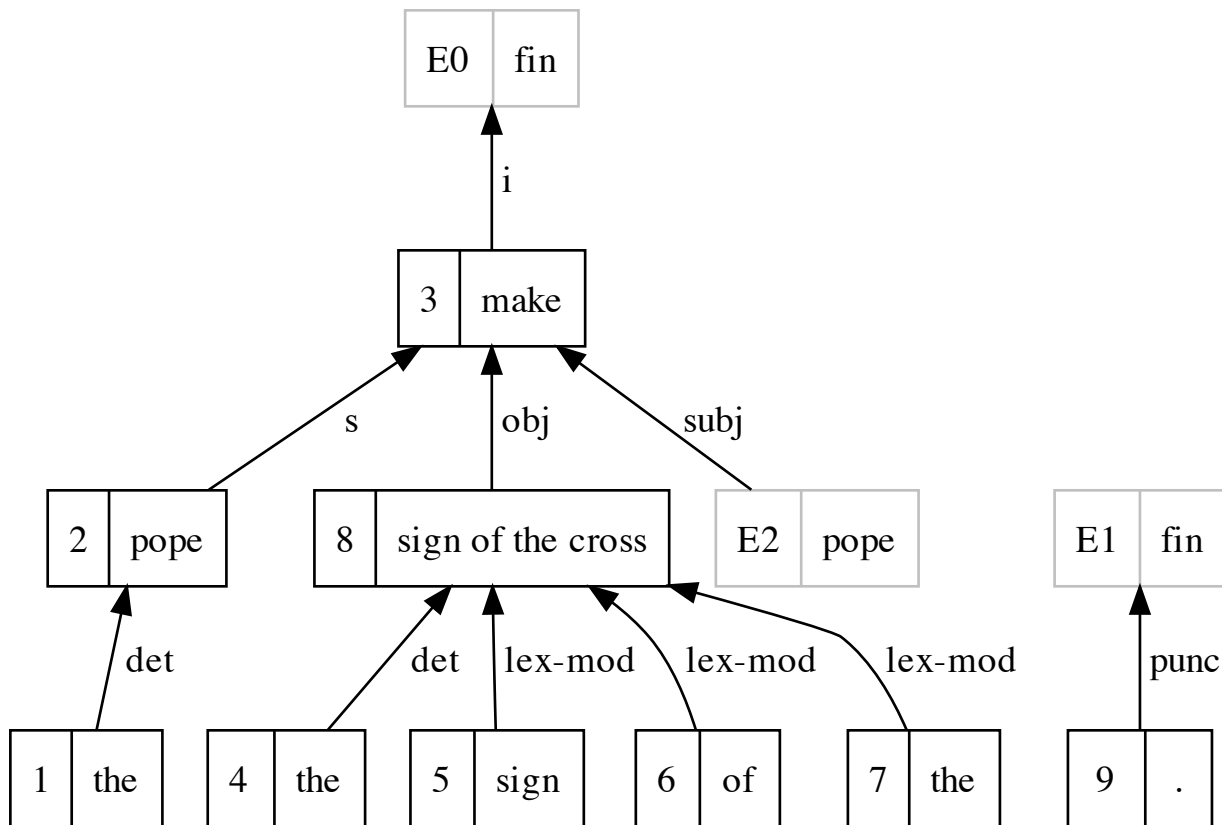 E0 fin
i
3 make
s obj subj
2 pope 8 sign of the cross E2 pope E1 fin
det det lex-mod lex-mod lex-mod punc
1 the 4 the 5 sign 6 of 7 the 9 .